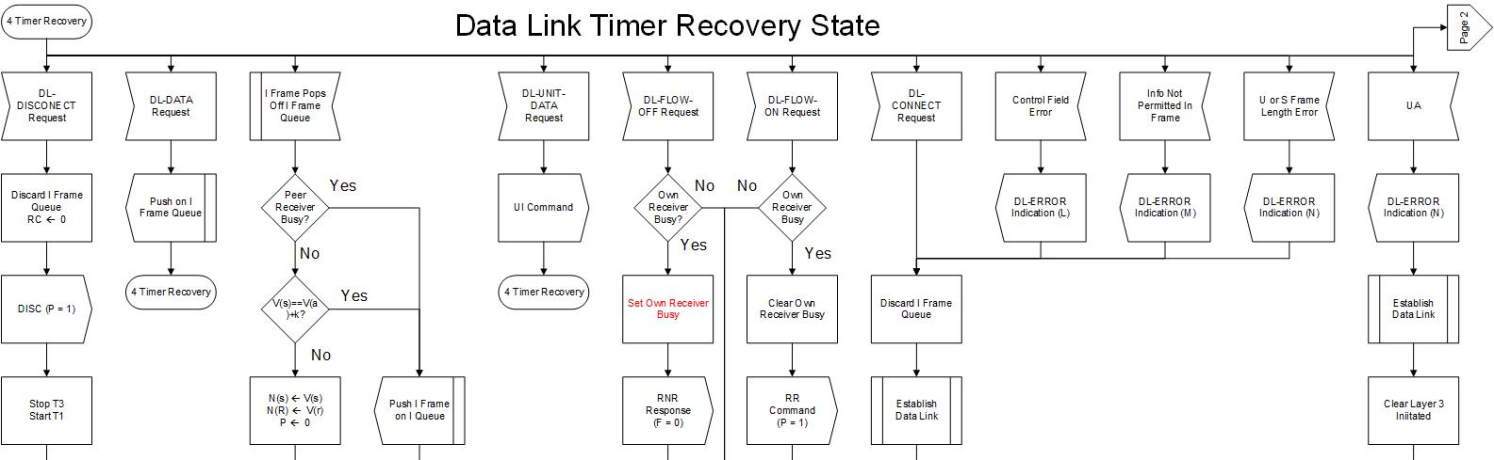 4 Timer Recovery
Data Link Timer Recovery State
Page 2
DL-
DISCONECT
Request
DL-DATA
Request
I Frame Pops
Off I Frame
Queue
DL-UNIT-
DATA
Request
DL-FLOW-
OFF Request
DL-FLOW-
ON Request
DL-
CONNECT
Request
Control Field
Error
Info Not
Permitted In
Frame
U or S Frame
Length Error
UA
Discard I Frame
Queue
RC ← 0
Push on I
Frame Queue
Peer
Receiver
Busy?
Yes
No
UI Command
Own
Receiver
Busy?
No
Yes
No
Own
Receiver
Busy
Yes
DL-ERROR
Indication (L)
DL-ERROR
Indication (M)
DL-ERROR
Indication (N)
DL-ERROR
Indication (N)
DISC (P = 1)
4 Timer Recovery
V(s)==V(a
)+k?
Yes
No
4 Timer Recovery
Set Own Receiver
Busy
Clear Own
Receiver Busy
Discard I Frame
Queue
Establish
Data Link
Stop T3
Start T1
N(s) ← V(s)
N(R) ← V(r)
P ← 0
Push I Frame
on I Queue
RNR
Response
(F = 0)
RR
Command
(P = 1)
Establish
Data Link
Clear Layer 3
Iniitated